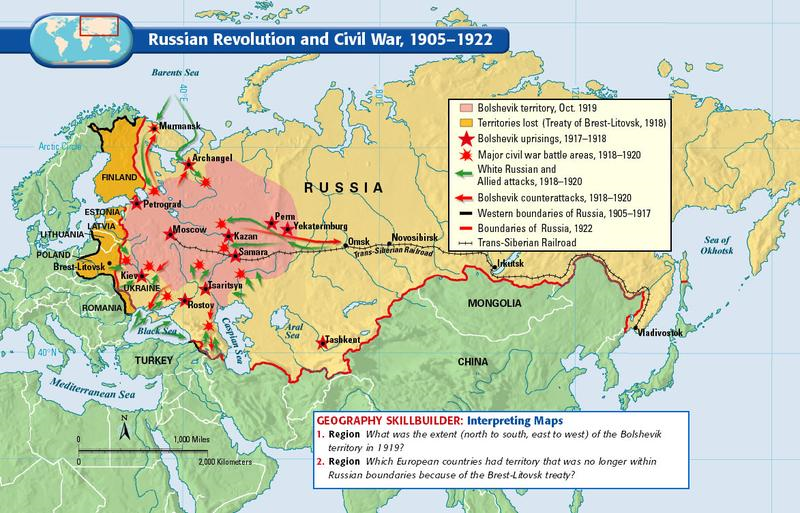 Russian Revolution and Civil War, 1905–1922
Barents Sea
40°E
80°E
Bolshevik territory, Oct. 1919
Territories lost (Treaty of Brest-Litovsk, 1918)
Bolshevik uprisings, 1917–1918
Major civil war battle areas, 1918–1920
White Russian and
Allied attacks, 1918–1920
Bolshevik counterattacks, 1918–1920
Western boundaries of Russia, 1905–1917
Boundaries of Russia, 1922
Trans-Siberian Railroad
Murmansk
Arctic Circle
Archangel
FINLAND
RUSSIA
Petrograd
ESTONIA
LATVIA
LITHUANIA
Perm
Yekaterinburg
Moscow
Kazan
Omsk
Novosibirsk
Trans-Siberian Railroad
Sea of
Okhotsk
POLAND
Samara
Brest-Litovsk
Irkutsk
Kiev
UKRAINE
Tsaritsyn
ROMANIA
Rostov
MONGOLIA
Black Sea
Caspian Sea
Aral
Sea
Vladivostok
Tashkent
40°N
TURKEY
CHINA
Mediterranean Sea
N
0 1,000 Miles
0 2,000 Kilometers
GEOGRAPHY SKILLBUILDER: Interpreting Maps
1. Region What was the extent (north to south, east to west) of the Bolshevik
territory in 1919?
2. Region Which European countries had territory that was no longer within
Russian boundaries because of the Brest-Litovsk treaty?